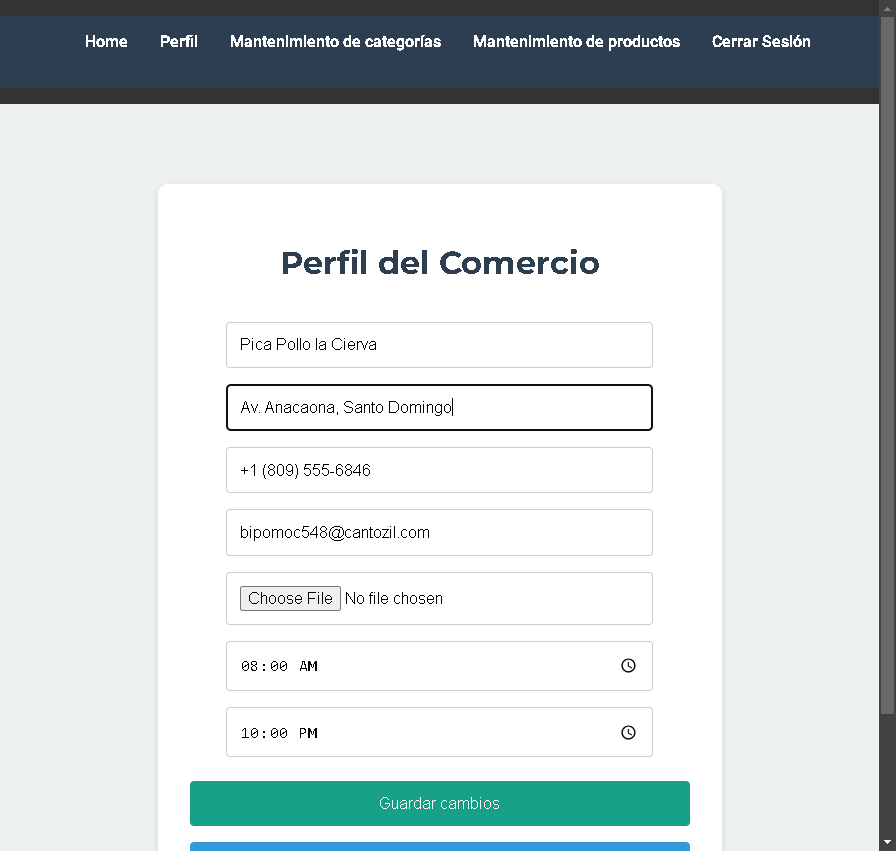 Home Perfil Mantenimiento de categorías Mantenimiento de productos Cerrar Sesión
Perfil del Comercio
Pica Pollo la Cierva
Av. Anacaona, Santo Domingo
+1 (809) 555-6846
bipomoc548@cantozil.com
Choose File No file chosen
08:00 AM
10:00 PM
Guardar cambios